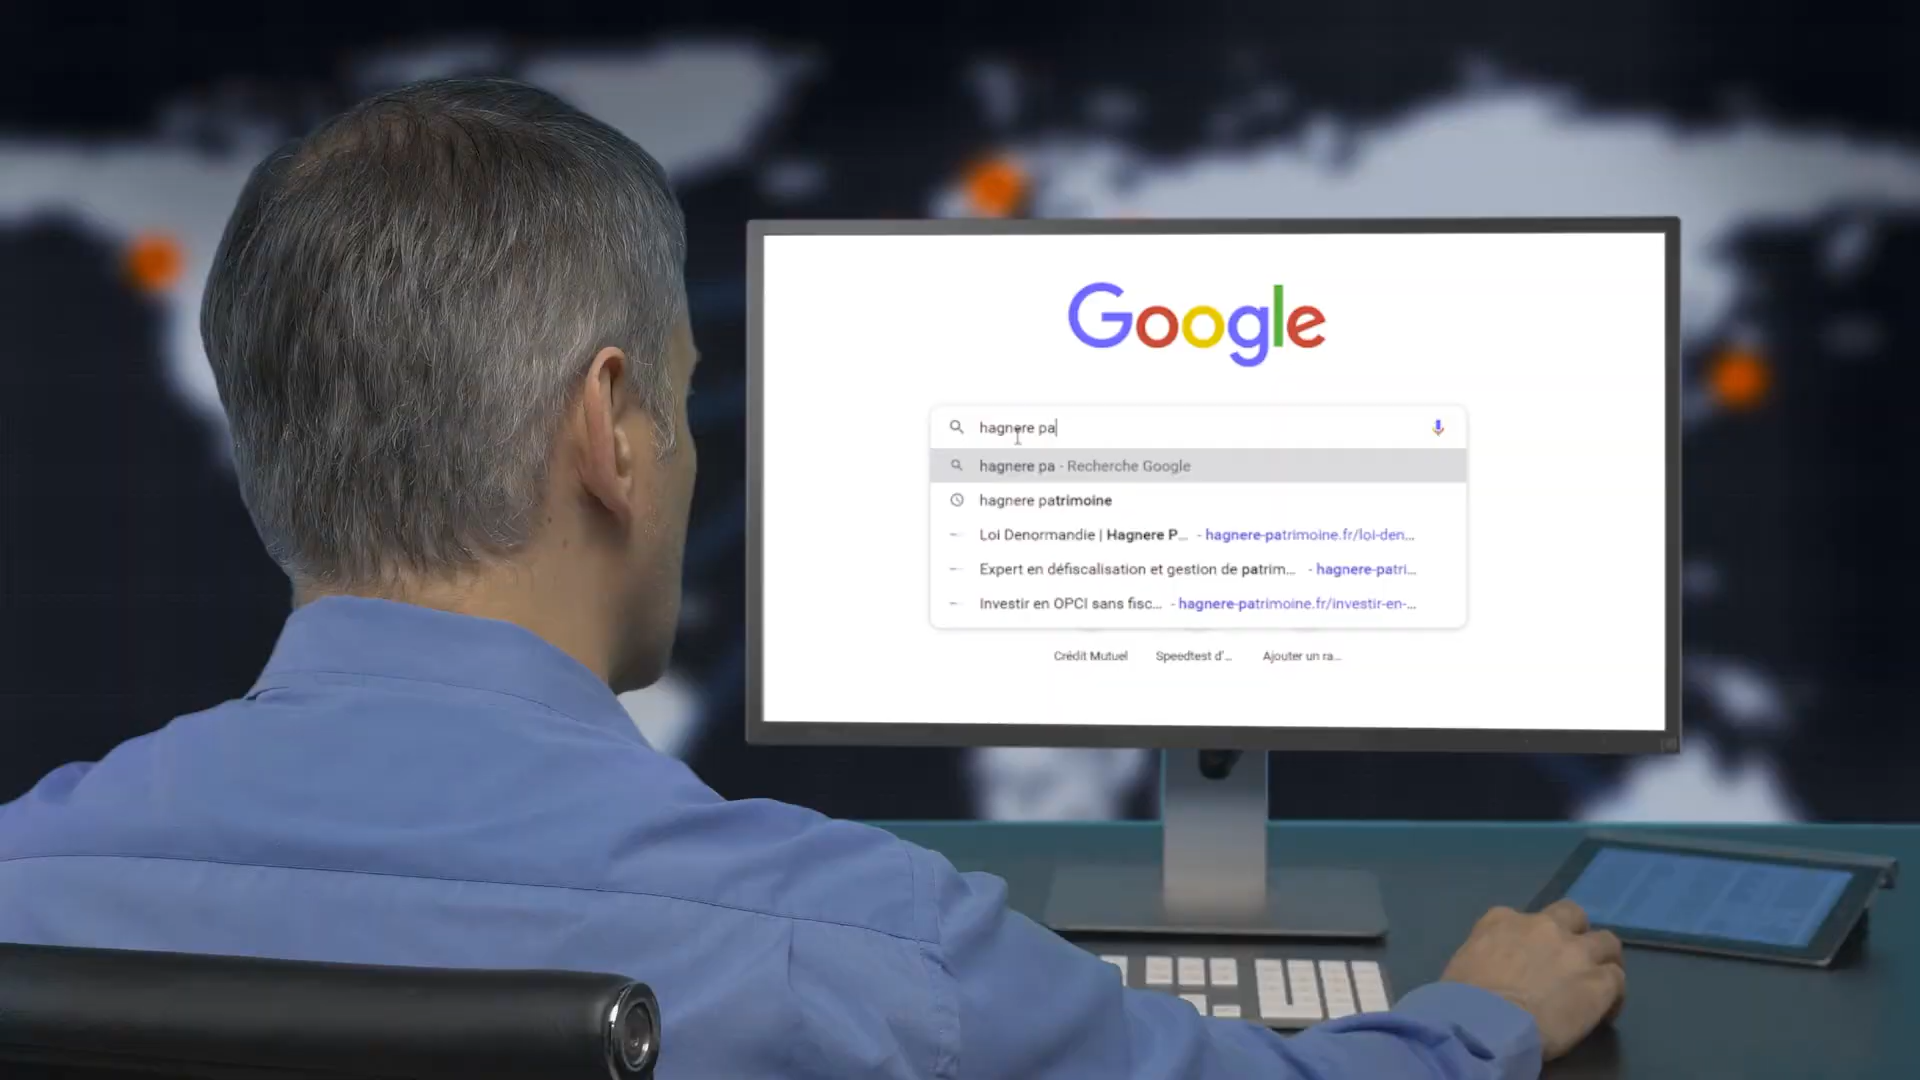 Google
hagnere pa
hagnere pa - Recherche Google
hagnere patrimoine
Loi Denormandie | Hagnere P... - hagnere-patrimoine.fr/loi-den...
Expert en défiscalisation et gestion de patrim... - hagnere-patri...
Investir en OPCI sans fisc... - hagnere-patrimoine.fr/investir-en-...
Crédit Mutuel Speedtest d'... Ajouter un ra...